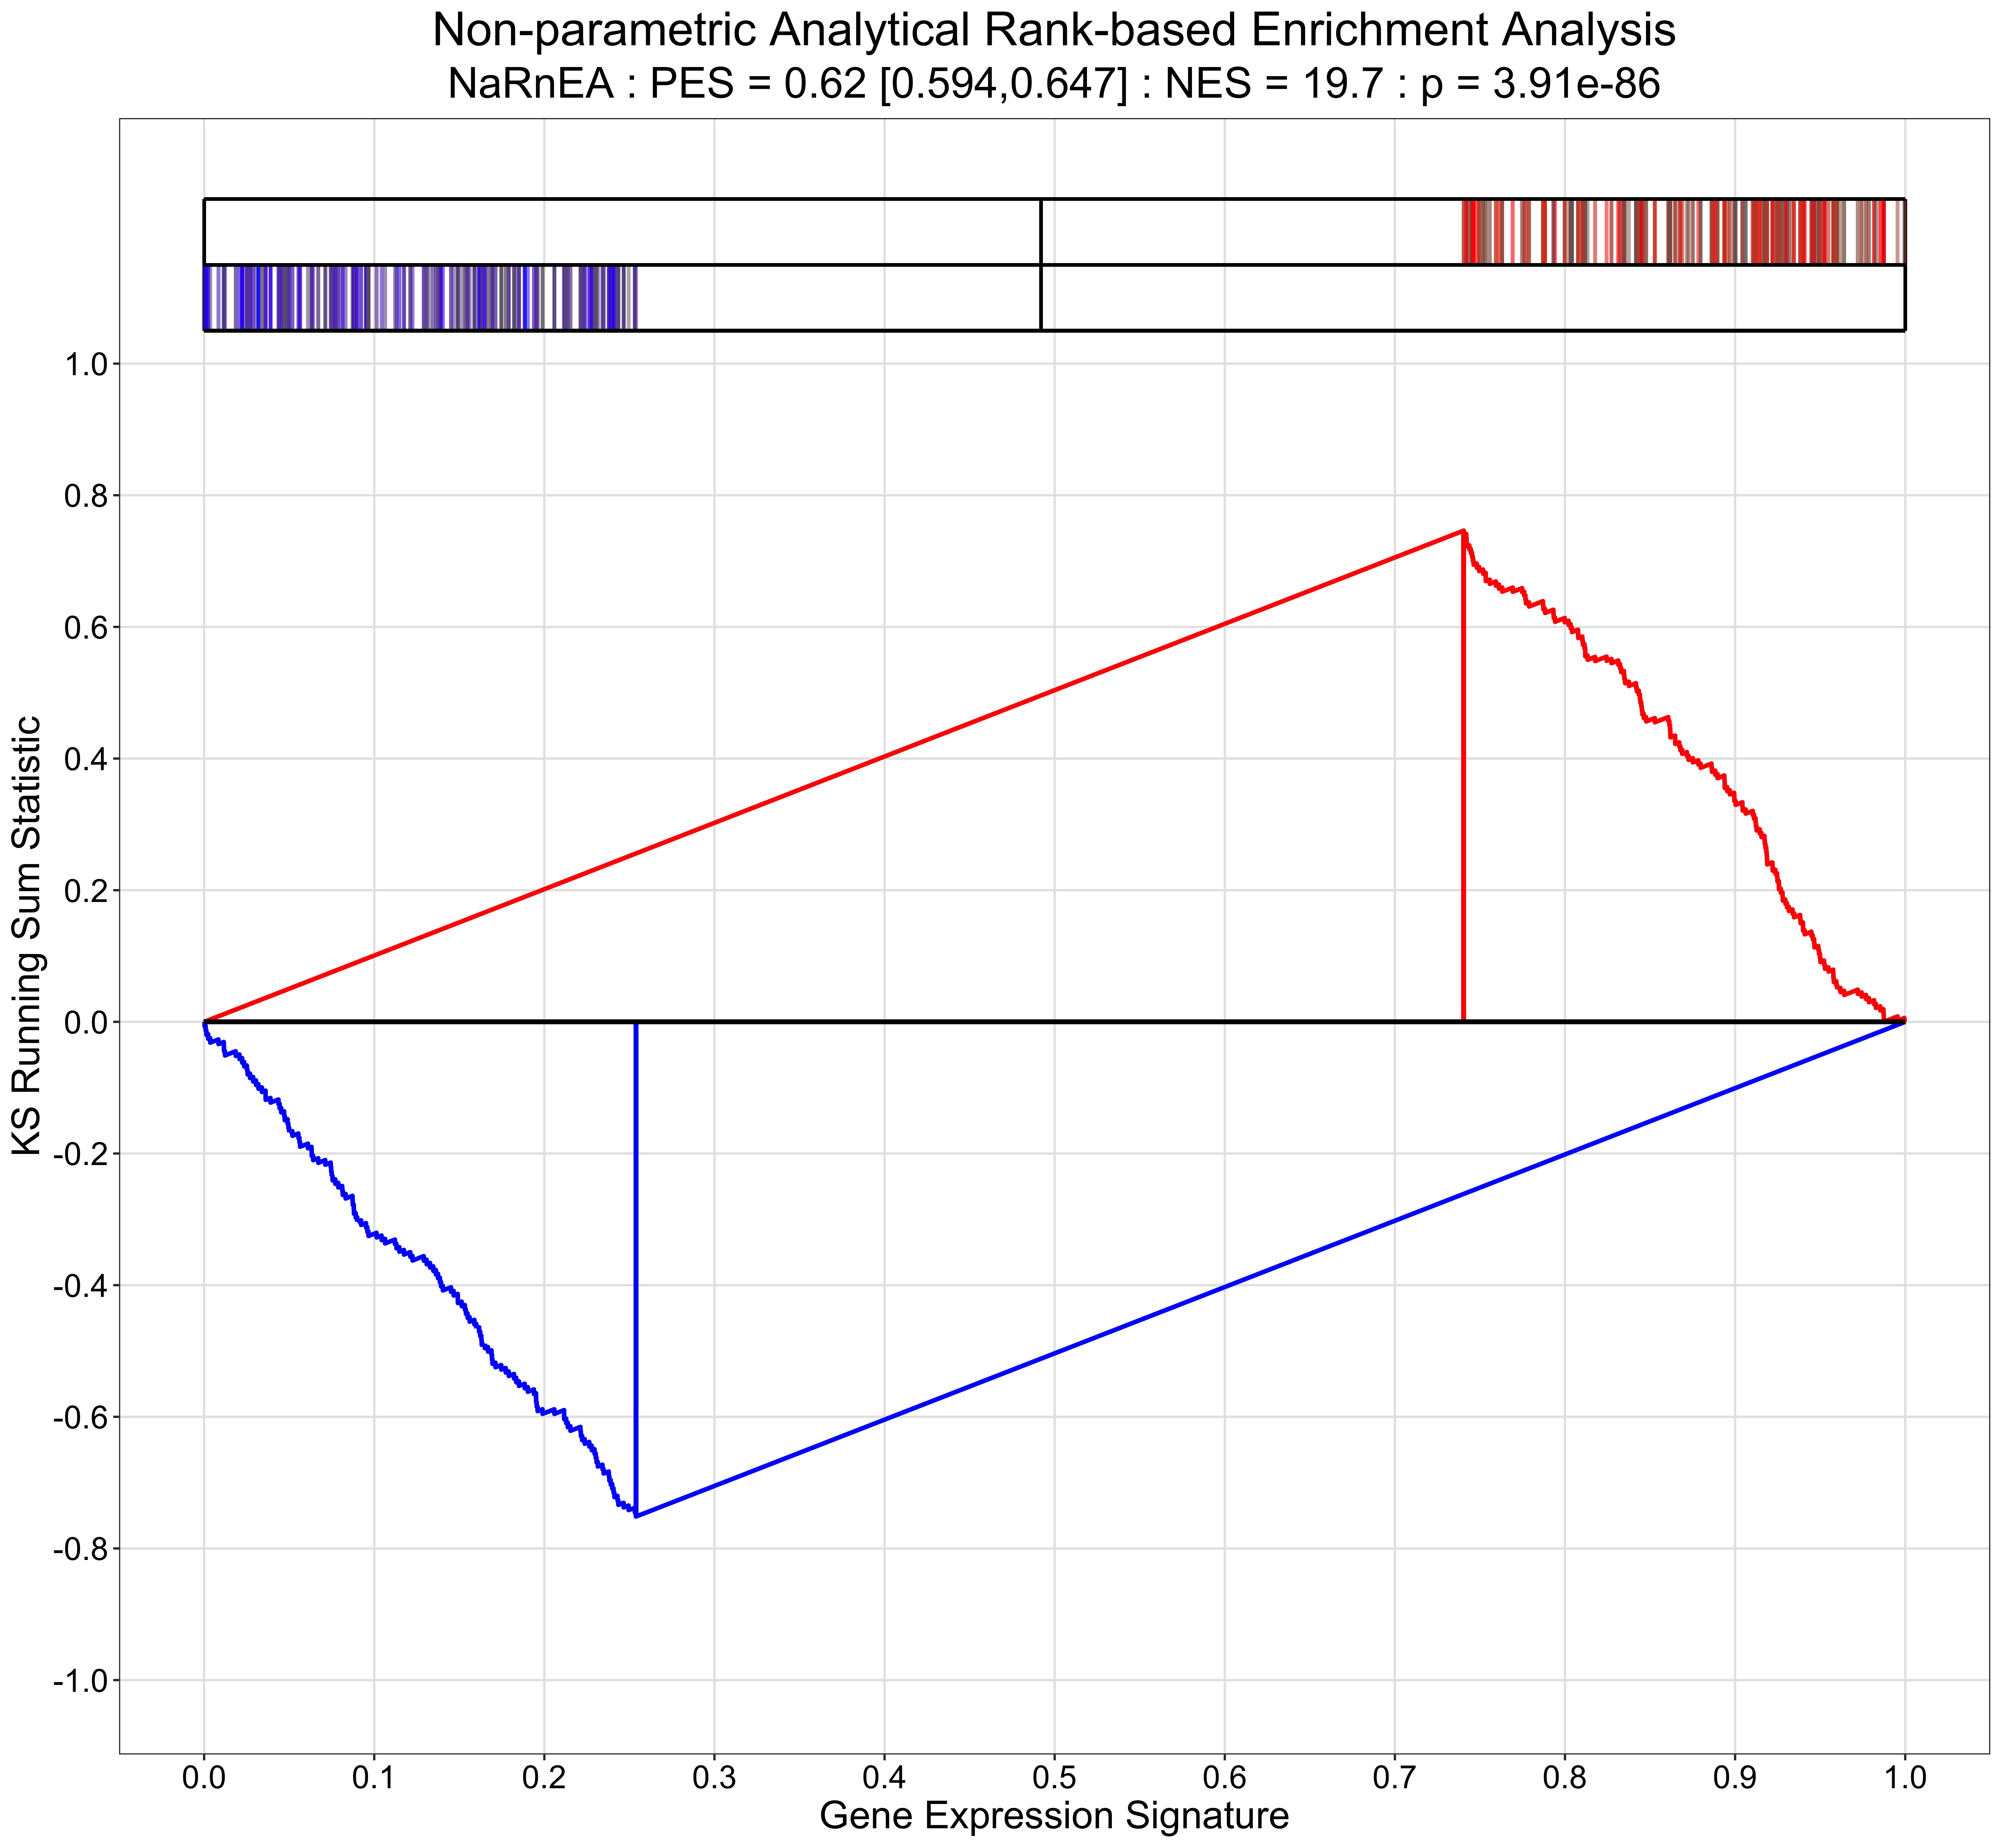 Non-parametric Analytical Rank-based Enrichment Analysis
NaRnEA : PES = 0.62 [0.594,0.647] : NES = 19.7 : p = 3.91e-86
1.0
0.8
0.6
0.4
0.2
0.0
-0.2
-0.4
-0.6
-0.8
-1.0
KS Running Sum Statistic
0.0 0.1 0.2 0.3 0.4 0.5 0.6 0.7 0.8 0.9 1.0
Gene Expression Signature